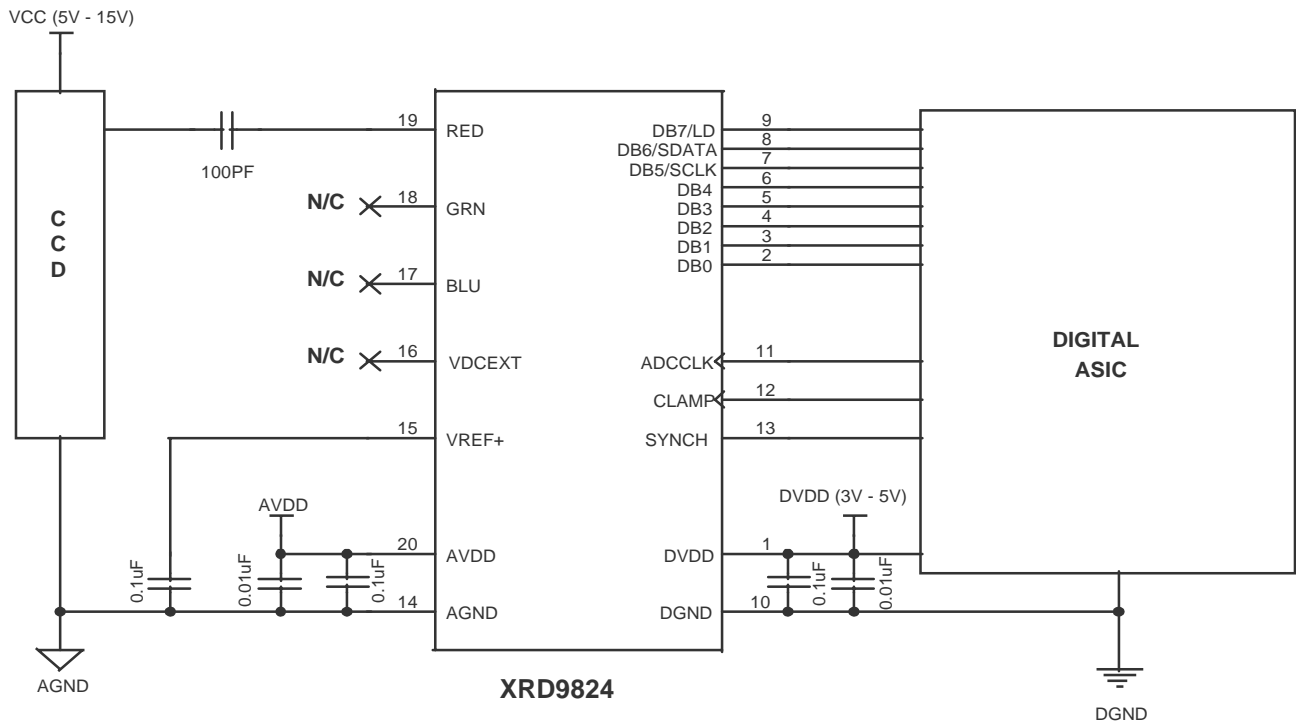 VCC (5V - 15V)
C
C
D
100PF
19
RED
N/C
18
GRN
N/C
17
BLU
N/C
16
VDCEXT
15
VREF+
AVDD
20
AVDD
0.1uF
0.01uF
0.1uF
14
AGND
AGND
DB7/LD
9
DB6/SDATA
8
DB5/SCLK
7
DB4
6
DB3
5
DB2
4
DB1
3
DB0
2
ADCCLK
11
CLAMP
12
SYNCH
13
DVDD (3V - 5V)
DVDD
1
0.1uF
0.01uF
DGND
10
XRD9824
DIGITAL
ASIC
DGND